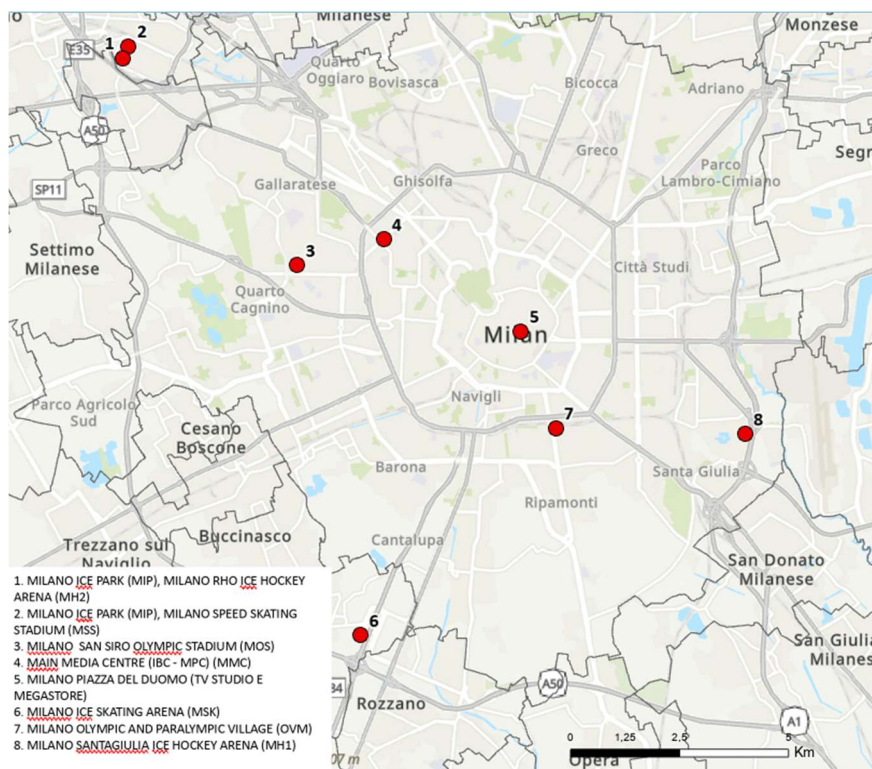 Milanese
Monzese
1
2
E35
Quarto
Oggiaro
Bovisasca
Bicocca
Adriano
A50
Greco
SP11
Gallaratese
Ghisolfa
Parco
Lambro-Cimiano
Segr
Settimo
Milanese
3
4
Città Studi
Quarto
Cagnino
5
Milan
Parco Agricolo
Sud
Cesano
Boscone
Navigli
7
8
Barona
Santa Giulia
Ripamonti
Trezzano sul
Naviglio
Buccinasco
Cantalupa
San Donato
Milanese
6
San Giulia
Milanes
Rozzano
A50
A1
Opera
07 m
1. MILANO ICE PARK (MIP), MILANO RHO ICE HOCKEY
ARENA (MH2)
2. MILANO ICE PARK (MIP), MILANO SPEED SKATING
STADIUM (MSS)
3. MILANO  SAN SIRO OLYMPIC STADIUM (MOS)
4. MAIN MEDIA CENTRE (IBC - MPC) (MMC)
5. MILANO PIAZZA DEL DUOMO (TV STUDIO E
MEGASTORE)
6. MILANO ICE SKATING ARENA (MSK)
7. MILANO OLYMPIC AND PARALYMPIC VILLAGE (OVM)
8. MILANO SANTAGIULIA ICE HOCKEY ARENA (MH1)
0 1,25 2,5 5
Km